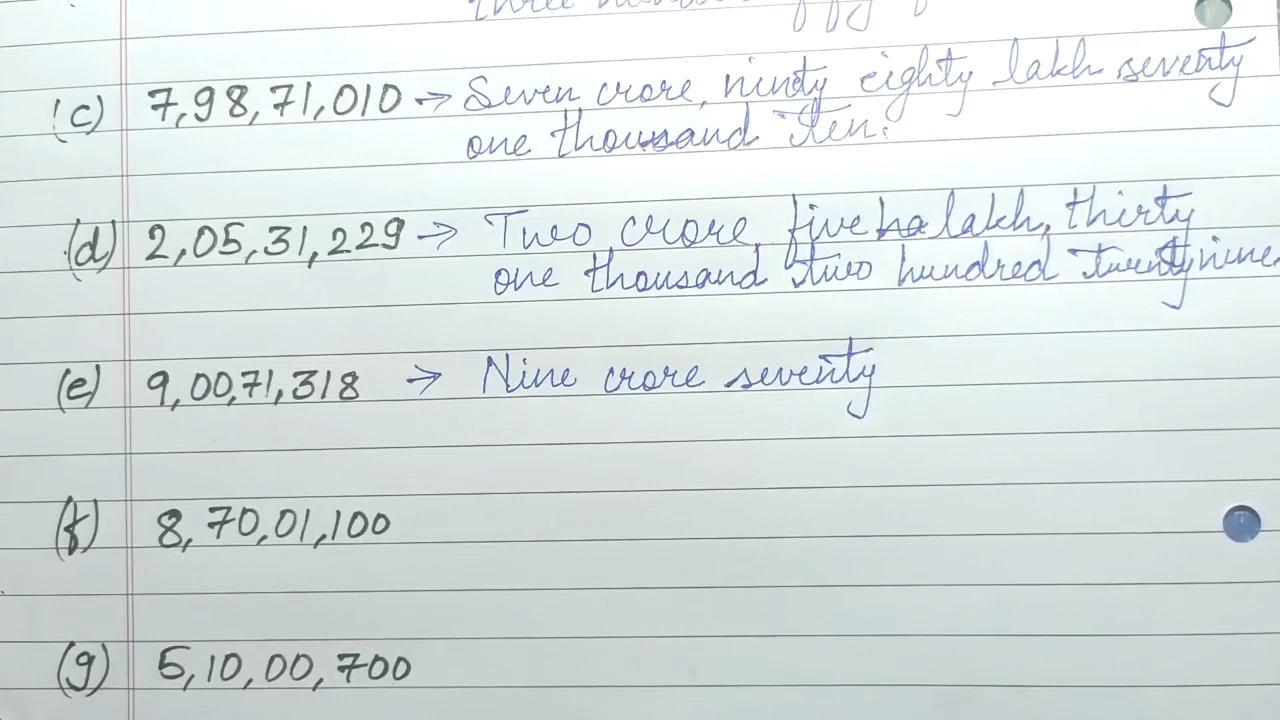 three
(c) 7,98,71,010 → Seven crore, ninety eighty lakh seventy
one thousand ten.
(d) 2,05,31,229 → Two crore, five lakh, thirty
one thousand two hundred twenty nine.
(e) 9,00,71,318 → Nine crore seventy
(f) 8,70,01,100
(g) 5,10,00,700